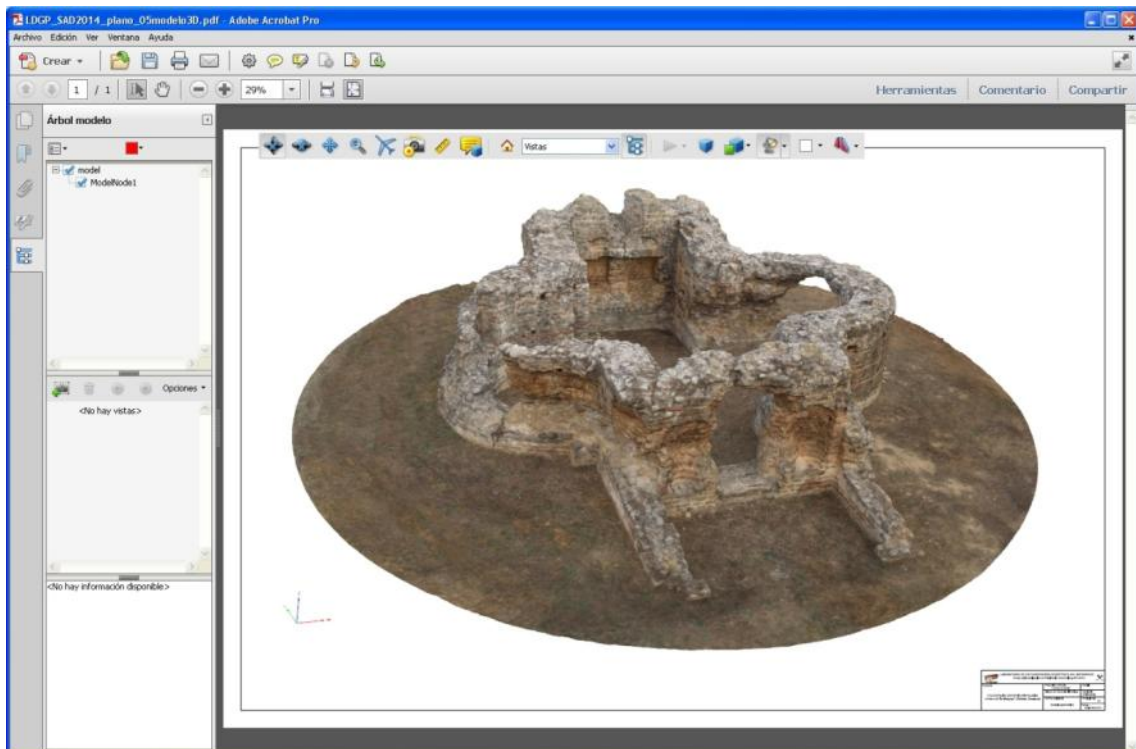 LDGP_SAD2014_plano_05modelo3D.pdf - Adobe Acrobat Pro
Archivo Edición Ver Ventana Ayuda
Crear
1 / 1 29% Herramientas Comentario Compartir
Árbol modelo
Vistas
model
ModelNode1
Opciones
<No hay vistas>
<No hay información disponible>